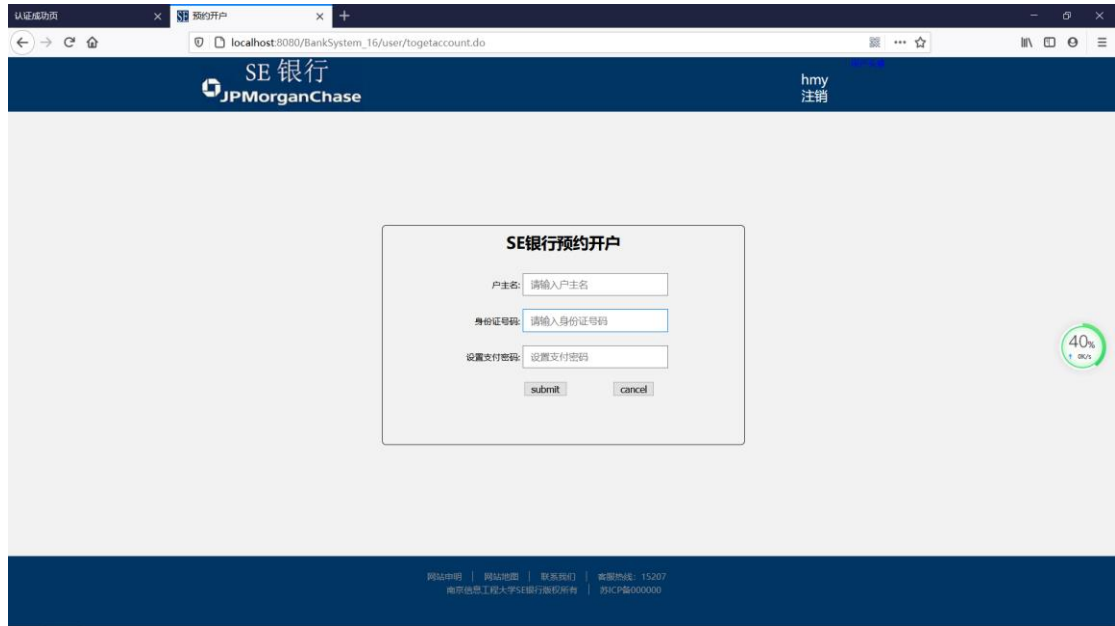 认证成功页
SE 预约开户
localhost:8080/BankSystem_16/user/togetaccount.do
SE 银行
JPMorganChase
hmy
注销
SE银行预约开户
户主名: 请输入户主名
身份证号码: 请输入身份证号码
设置支付密码: 设置支付密码
submit cancel
40%
0K/s
网站申明 | 网站地图 | 联系我们 | 客服热线：15207
南京信息工程大学SE银行版权所有 | 苏ICP备000000